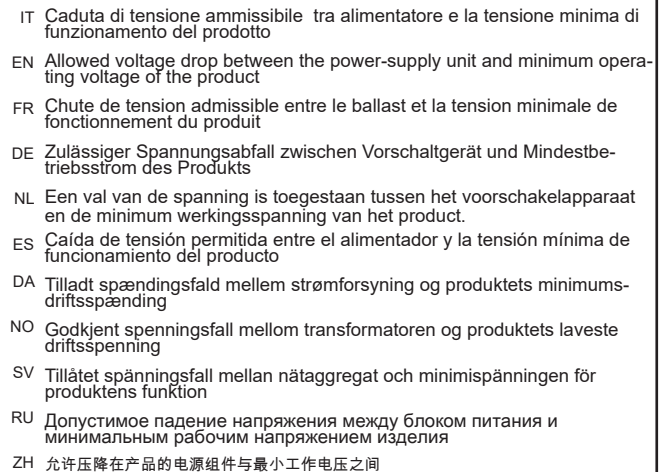 IT Caduta di tensione ammissibile tra alimentatore e la tensione minima di
funzionamento del prodotto
EN Allowed voltage drop between the power-supply unit and minimum opera-
ting voltage of the product
FR Chute de tension admissible entre le ballast et la tension minimale de
fonctionnement du produit
DE Zulässiger Spannungsabfall zwischen Vorschaltgerät und Mindestbe-
triebsstrom des Produkts
NL Een val van de spanning is toegestaan tussen het voorschakelapparaat
en de minimum werkingsspanning van het product.
ES Caída de tensión permitida entre el alimentador y la tensión mínima de
funcionamiento del producto
DA Tilladt spændingsfald mellem strømforsyning og produktets minimums-
driftsspænding
NO Godkjent spenningsfall mellom transformatoren og produktets laveste
driftsspenning
SV Tillåtet spänningsfall mellan nätaggregat och minimispänningen för
produktens funktion
RU Допустимое падение напряжения между блоком питания и
минимальным рабочим напряжением изделия
ZH 允许压降在产品的电源组件与最小工作电压之间